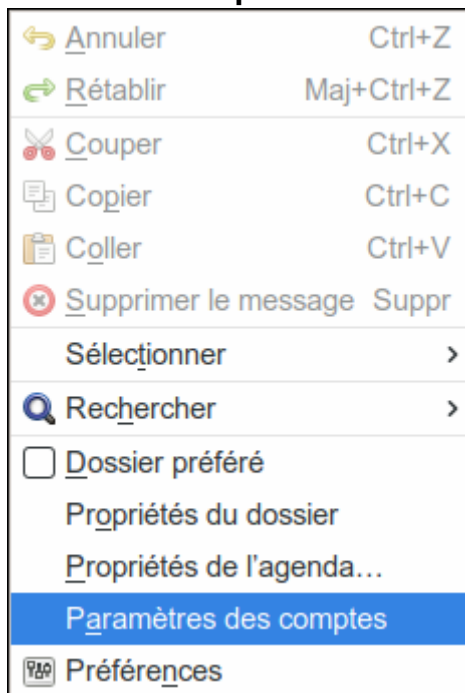 Annuler Ctrl+Z
Rétablir Maj+Ctrl+Z
Couper Ctrl+X
Copier Ctrl+C
Coller Ctrl+V
Supprimer le message Suppr
Sélectionner
Rechercher
Dossier préféré
Propriétés du dossier
Propriétés de l’agenda…
Paramètres des comptes
Préférences